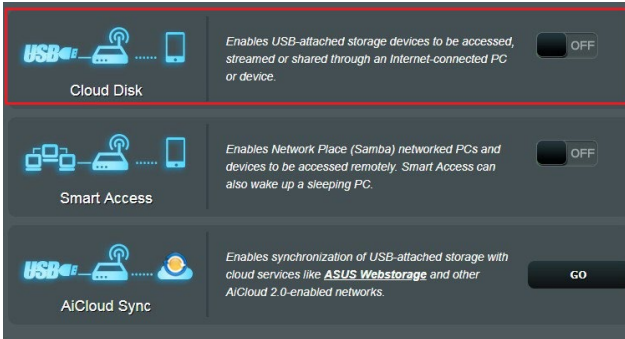 USB
Cloud Disk
Enables USB-attached storage devices to be accessed,
streamed or shared through an Internet-connected PC
or device.
OFF
Smart Access
Enables Network Place (Samba) networked PCs and
devices to be accessed remotely. Smart Access can
also wake up a sleeping PC.
OFF
USB
AiCloud Sync
Enables synchronization of USB-attached storage with
cloud services like ASUS Webstorage and other
AiCloud 2.0-enabled networks.
GO